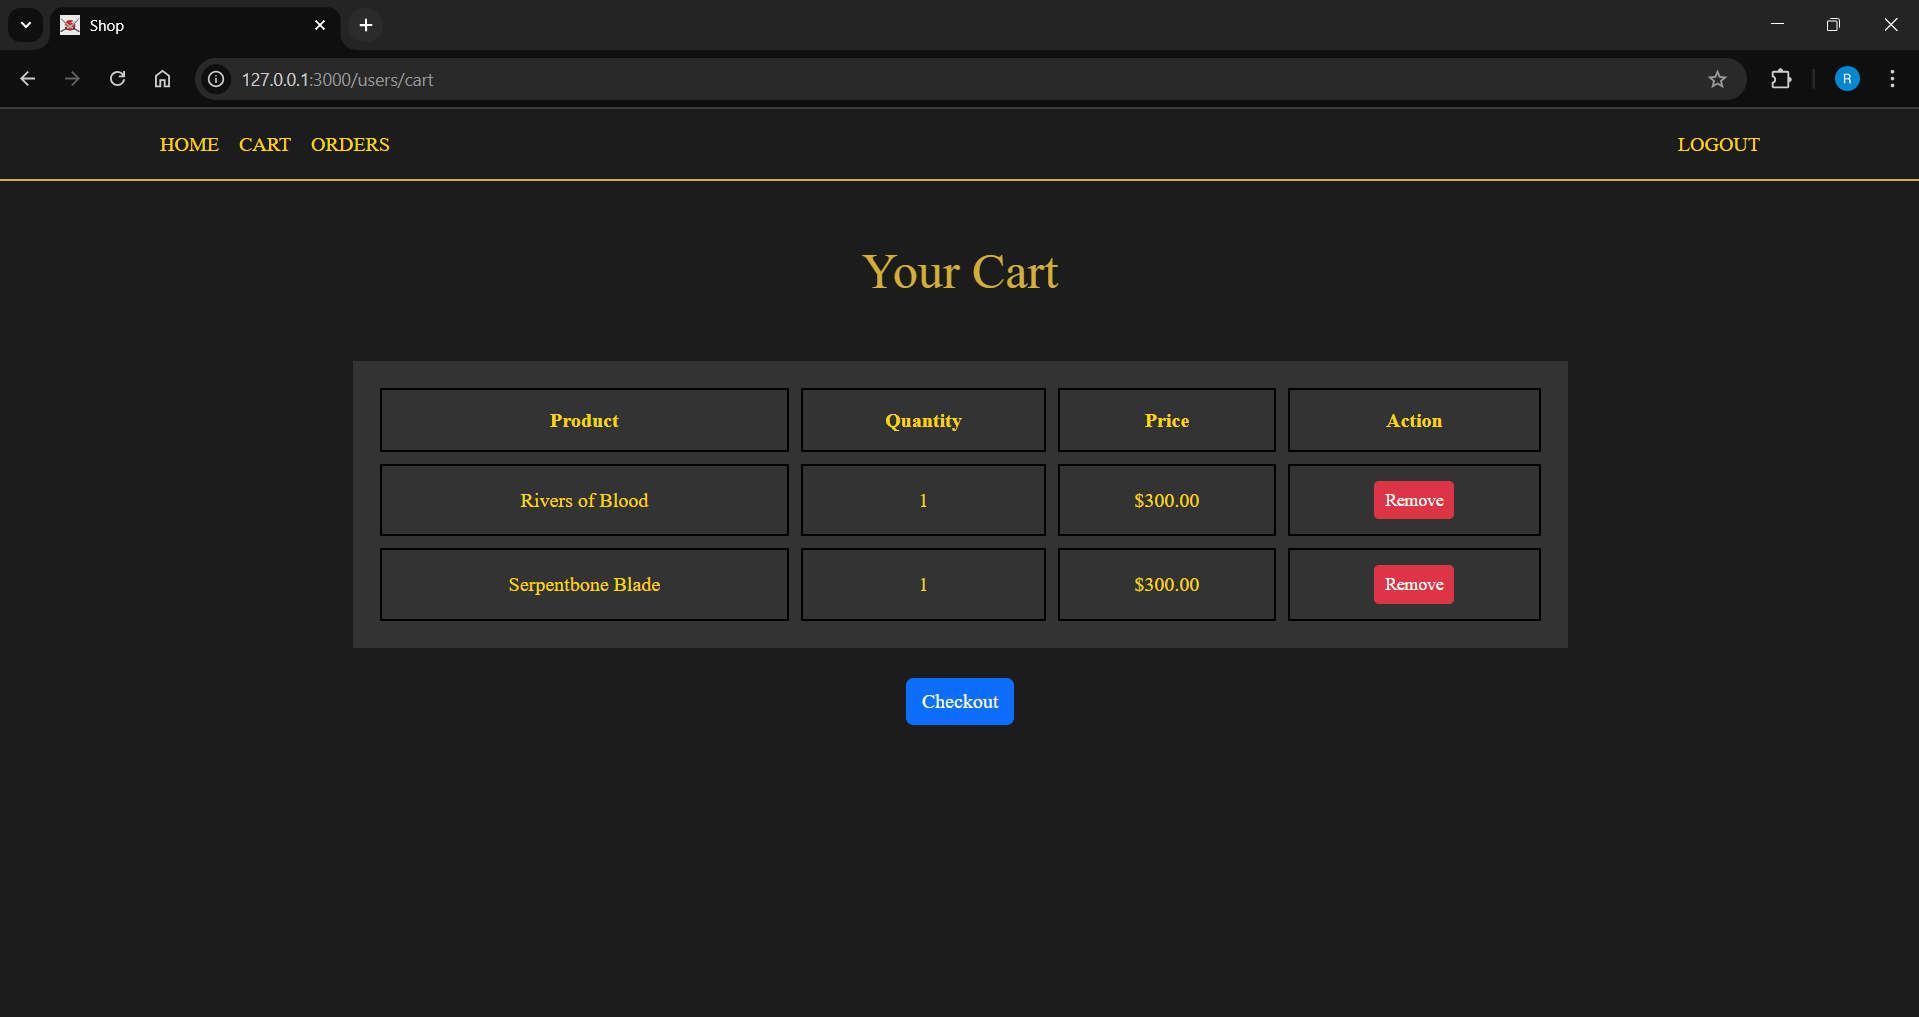 Shop
127.0.0.1:3000/users/cart
R
HOME CART ORDERS LOGOUT
Your Cart
Product Quantity Price Action
Rivers of Blood 1 $300.00 Remove
Serpentbone Blade 1 $300.00 Remove
Checkout